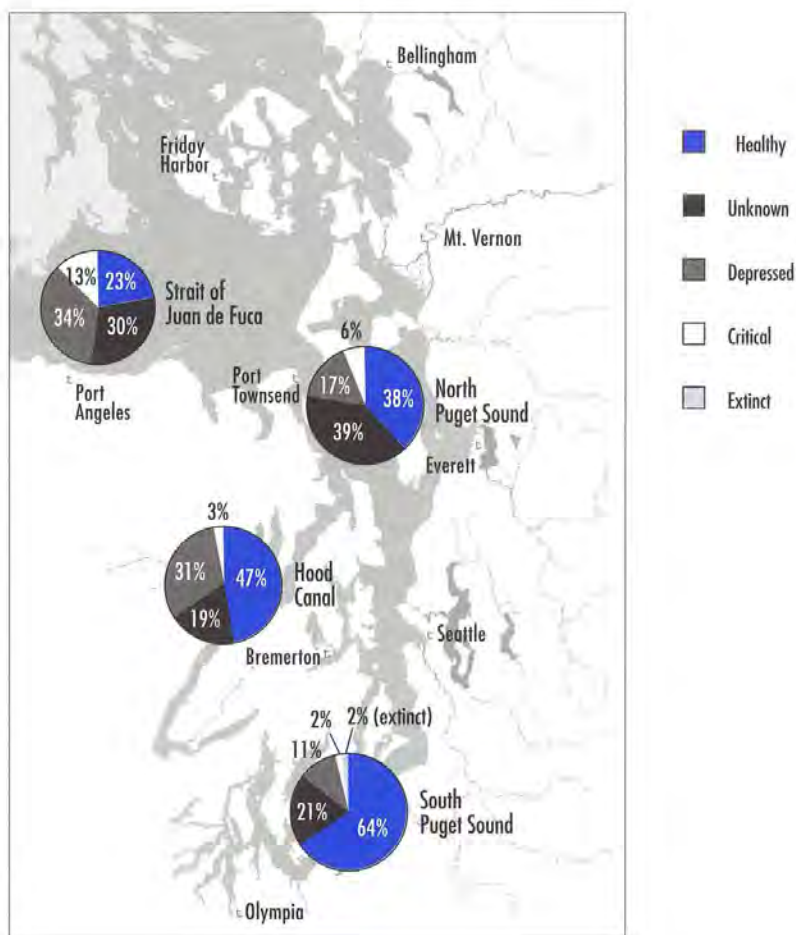 Bellingham
Friday
Harbor
Mt. Vernon
13%
23%
34%
30%
Strait of
Juan de Fuca
Port
Angeles
Port
Townsend
6%
17%
38%
39%
North
Puget Sound
Everett
3%
31%
47%
19%
Hood
Canal
Bremerton
Seattle
2%
2% (extinct)
11%
21%
64%
South
Puget Sound
Olympia
Healthy
Unknown
Depressed
Critical
Extinct